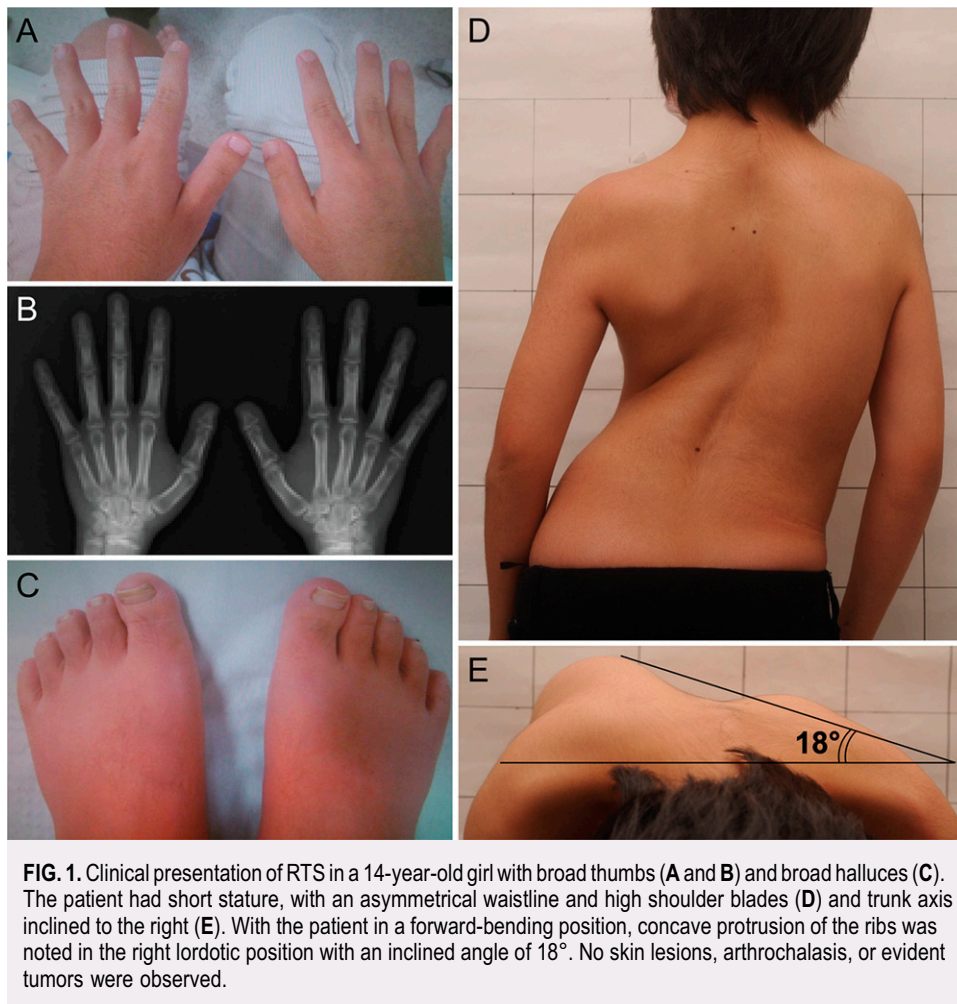 A
B
C
D
E
18°
FIG. 1. Clinical presentation of RTS in a 14-year-old girl with broad thumbs (A and B) and broad halluces (C).
The patient had short stature, with an asymmetrical waistline and high shoulder blades (D) and trunk axis
inclined to the right (E). With the patient in a forward-bending position, concave protrusion of the ribs was
noted in the right lordotic position with an inclined angle of 18°. No skin lesions, arthrochalasis, or evident
tumors were observed.